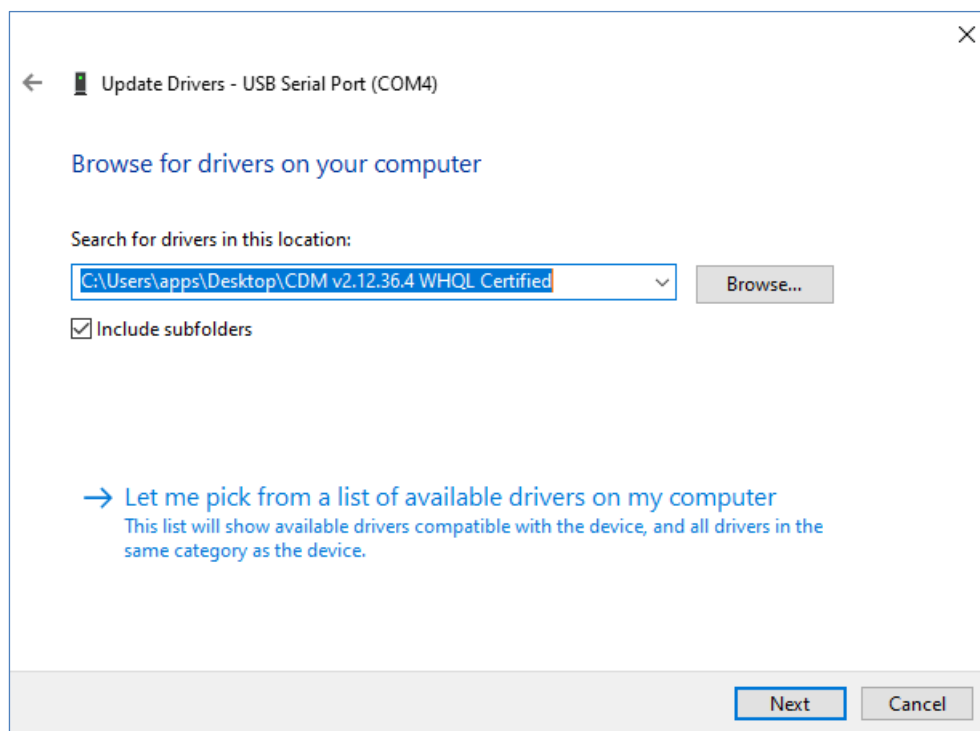 Update Drivers - USB Serial Port (COM4)
Browse for drivers on your computer
Search for drivers in this location:
C:\Users\apps\Desktop\CDM v2.12.36.4 WHQL Certified
Browse...
Include subfolders
Let me pick from a list of available drivers on my computer
This list will show available drivers compatible with the device, and all drivers in the
same category as the device.
Next
Cancel